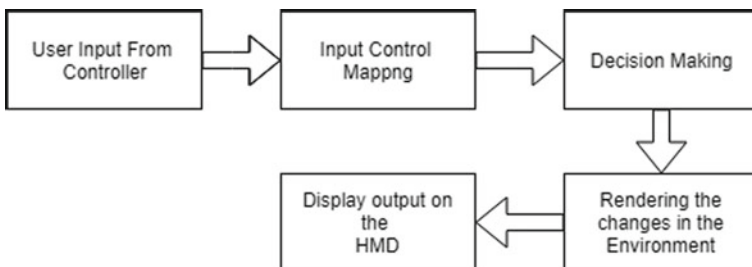 User Input From
Controller
Input Control
Mappng
Decision Making
Rendering the
changes in the
Environment
Display output on
the
HMD